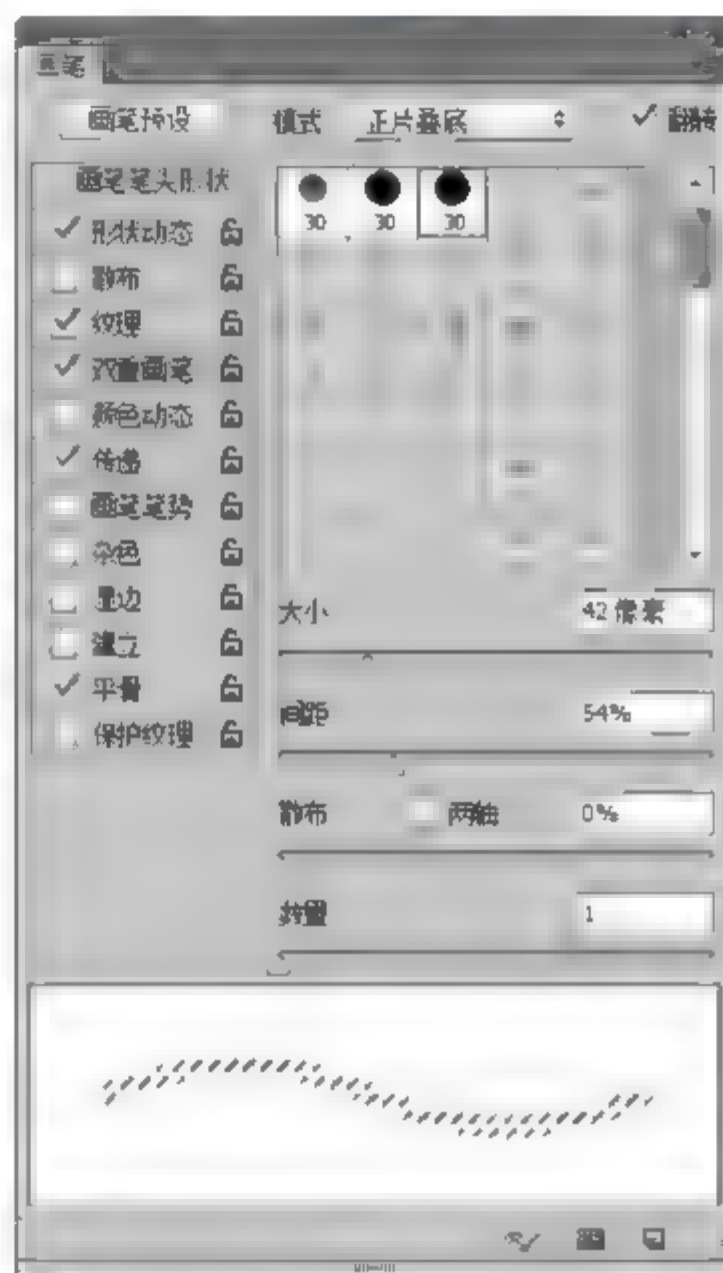 画笔
画笔预设
模式 正片叠底 翻转
画笔笔头形状
形状动态
散布
纹理
双重画笔
颜色动态
传递
画笔笔势
杂色
湿边
建立
平滑
保护纹理
30 30 30
大小 42 像素
间距 54%
散布 两轴 0%
数量 1